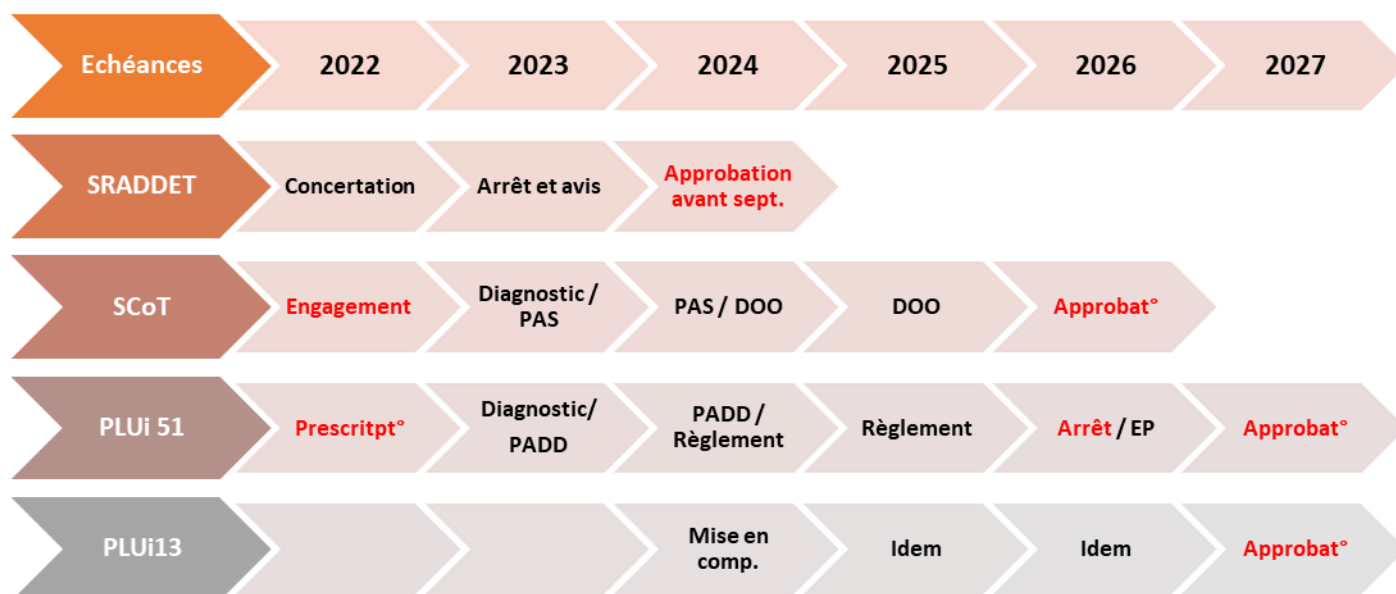 Echéances 2022 2023 2024 2025 2026 2027
SRADDET Concertation Arrêt et avis Approbation
avant sept.
SCoT Engagement Diagnostic /
PAS PAS / DOO DOO Approbat°
PLUi 51 Prescritpt° Diagnostic/
PADD PADD /
Règlement Règlement Arrêt / EP Approbat°
PLUi13 Mise en
comp. Idem Idem Approbat°